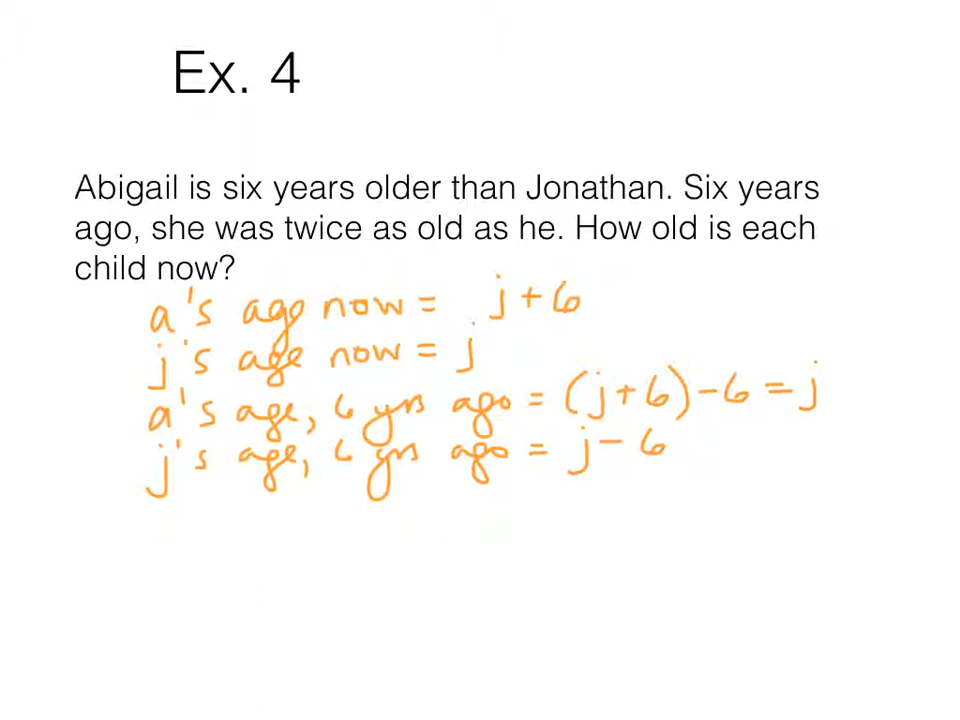 Ex. 4
Abigail is six years older than Jonathan. Six years
ago, she was twice as old as he. How old is each
child now?
a's age now = j + 6
j's age now = j
a's age, 6 yrs ago = (j + 6) - 6 = j
j's age, 6 yrs ago = j - 6